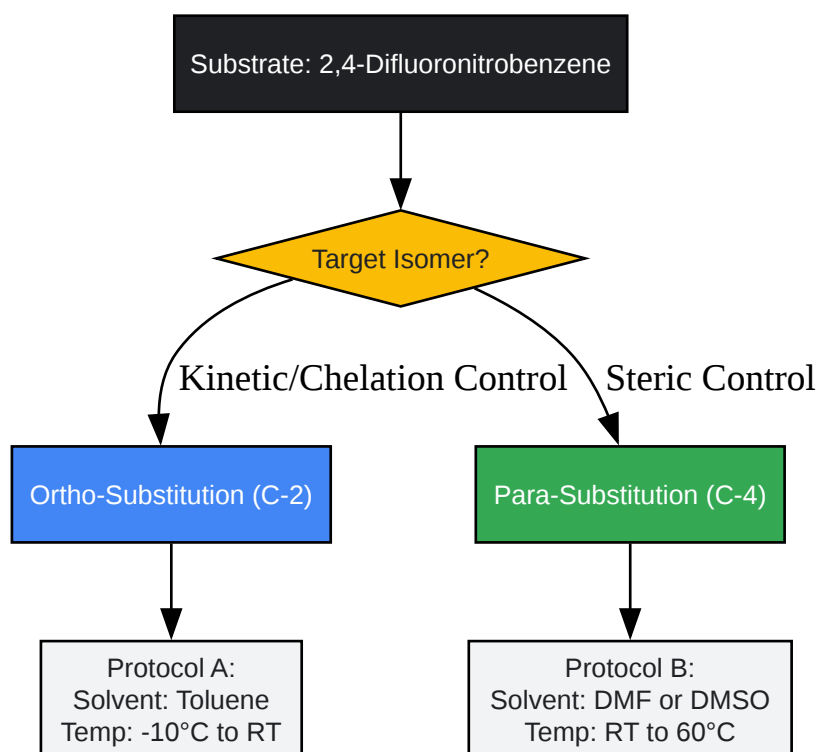 Substrate: 2,4-Difluoronitrobenzene
Target Isomer?
Kinetic/Chelation Control
Steric Control
Ortho-Substitution (C-2)
Para-Substitution (C-4)
Protocol A:
Solvent: Toluene
Temp: -10°C to RT
Protocol B:
Solvent: DMF or DMSO
Temp: RT to 60°C